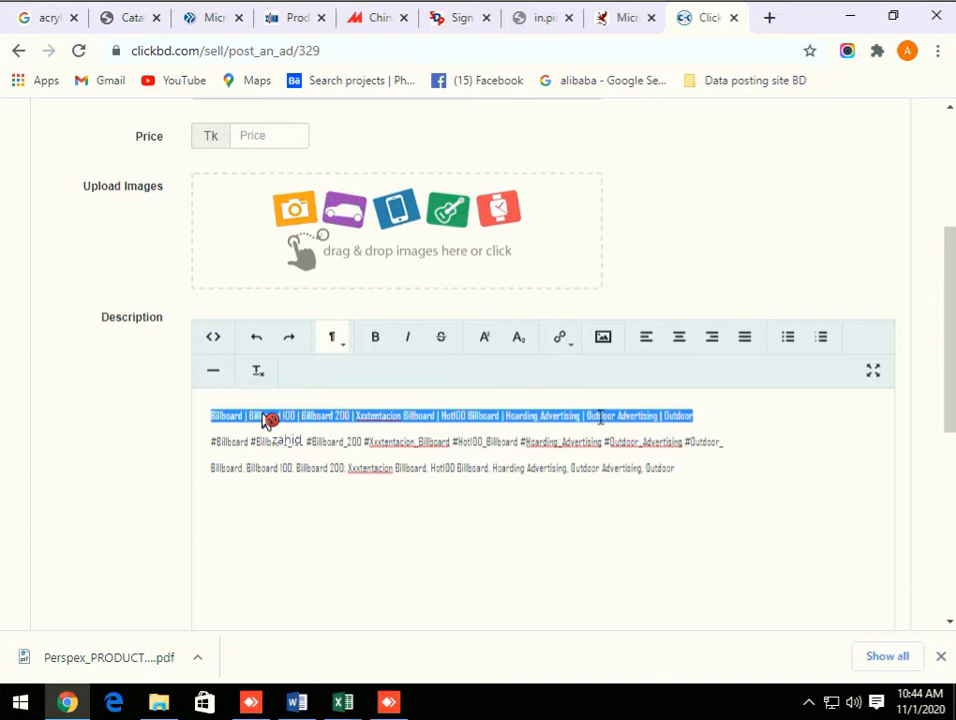 acryl
Catal
Micr
Prod
Chin
Sign
in.pi
Micr
Click
clickbd.com/sell/post_an_ad/329
A
Apps Gmail YouTube Maps Search projects | Ph... (15) Facebook alibaba - Google Se... Data posting site BD
Price Tk Price
Upload Images
drag & drop images here or click
Description
Billboard | 100 | Billboard 200 | Xxxtentacion Billboard | Hot100 Billboard | Hoarding Advertising | Outdoor Advertising | Outdoor
#Billboard zahid #Billboard_200 #Xxxtentacion_Billboard #Hot100_Billboard #Hoarding_Advertising #Outdoor_Advertising #Outdoor_
Billboard, Billboard 100, Billboard 200, Xxxtentacion Billboard, Hot100 Billboard, Hoarding Advertising, Outdoor Advertising, Outdoor
Perspex_PRODUCT....pdf Show all
10:44 AM
11/1/2020